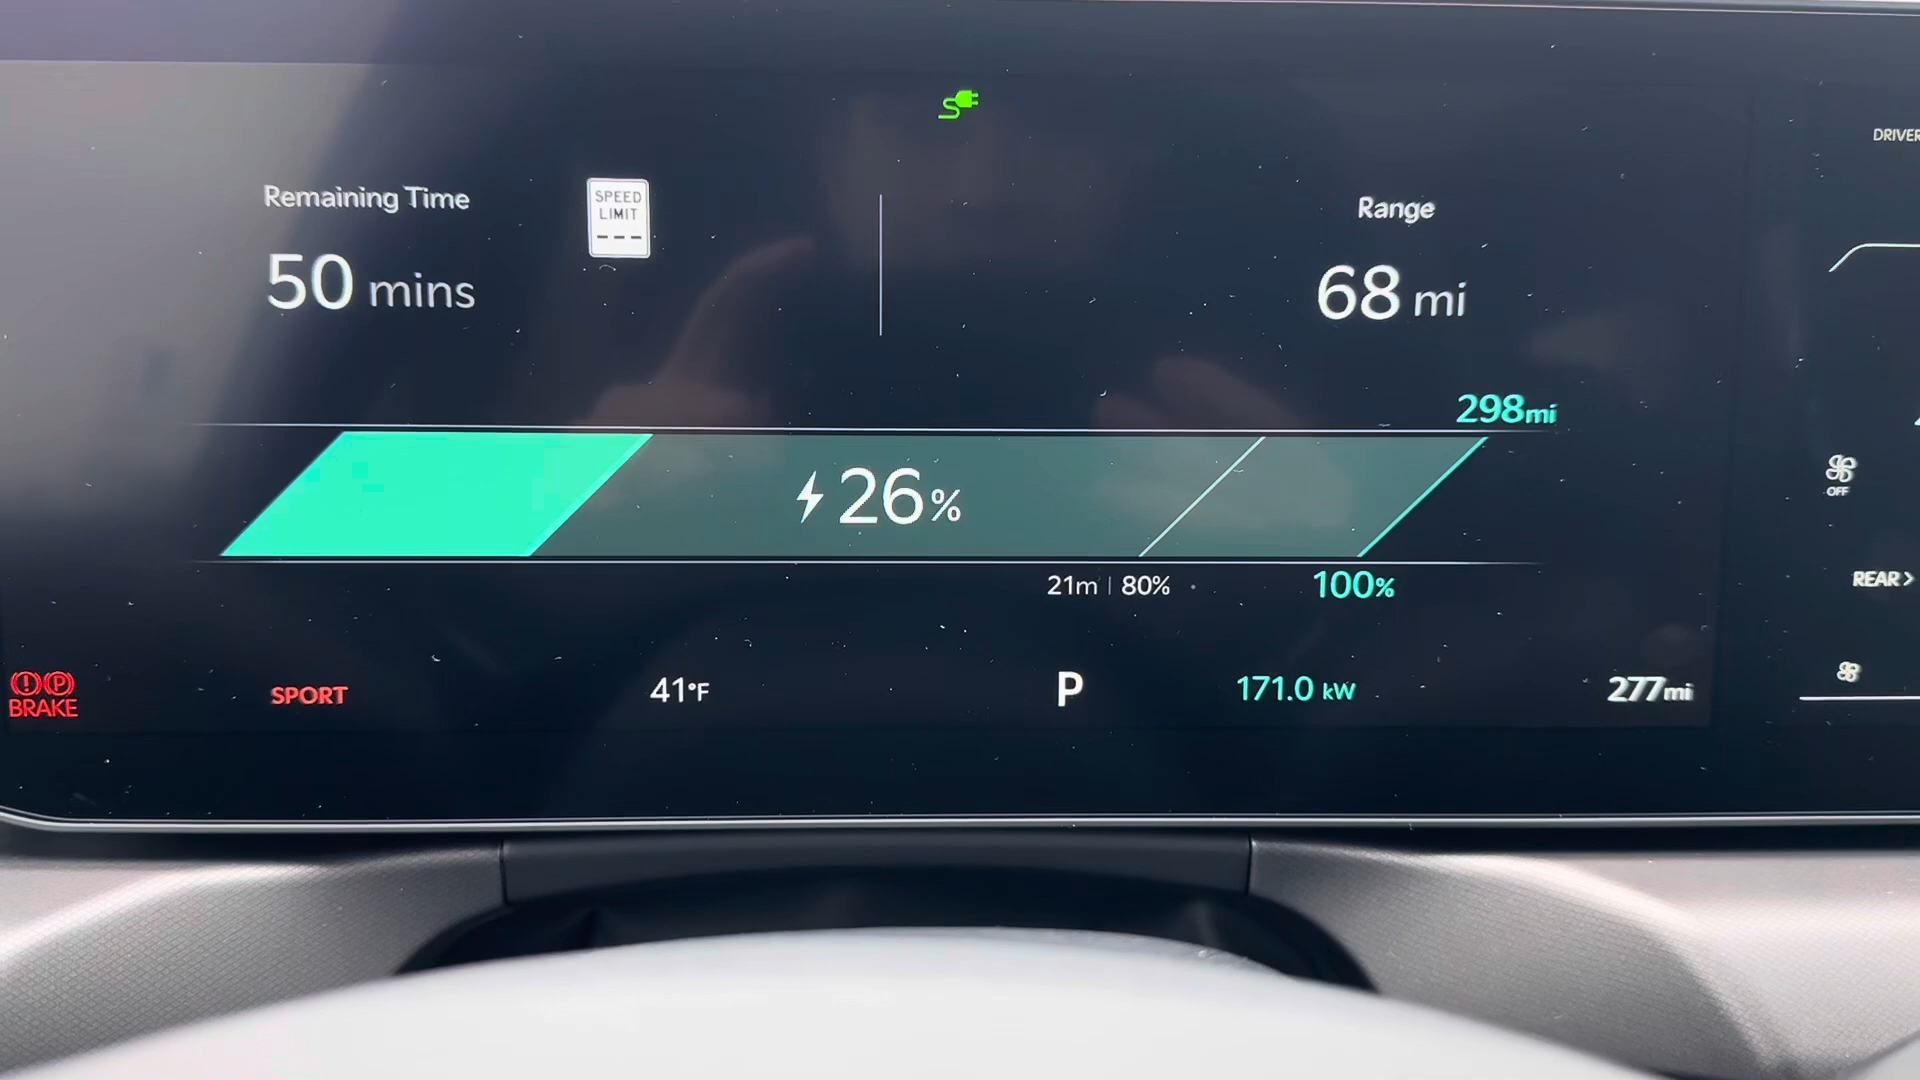 DRIVER
Remaining Time
SPEED
LIMIT
---
Range
50 mins
68 mi
298mi
26%
OFF
21m | 80%
100%
REAR >
BRAKE
SPORT
41°F
P
171.0 kW
277mi